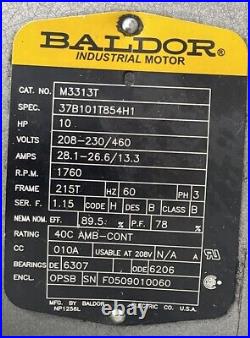 BALDOR®
INDUSTRIAL MOTOR
CAT. NO. M3313T
SPEC. 37B101T854H1
HP 10
VOLTS 208-230/460
AMPS 28.1-26.6/13.3
R.P.M. 1760
FRAME 215T HZ 60 PH 3
SER. F. 1.15 CODE H DES B CLASS B
NEMA NOM. EFF. 89.5% P.F. 78 %
RATING 40C AMB-CONT
CC 010A USABLE AT 208V N/A A
BEARINGS DE 6307 ODE 6206
ENCL. OPSB SN F0509010060
MFG. BY BALDOR ELECTRIC CO. U.S.A.
NP1256L